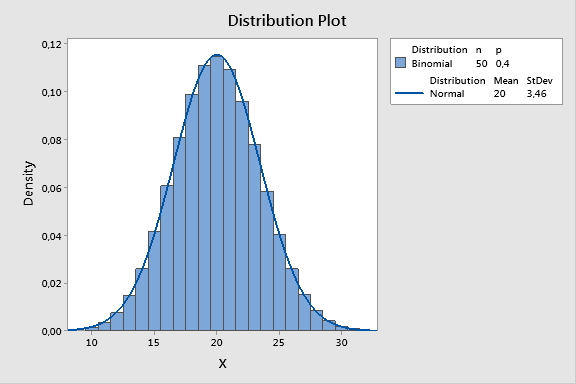 Distribution Plot
Distribution n p
Binomial 50 0,4
Distribution Mean StDev
Normal 20 3,46
0,12
0,10
0,08
0,06
0,04
0,02
0,00
Density
10 15 20 25 30
X